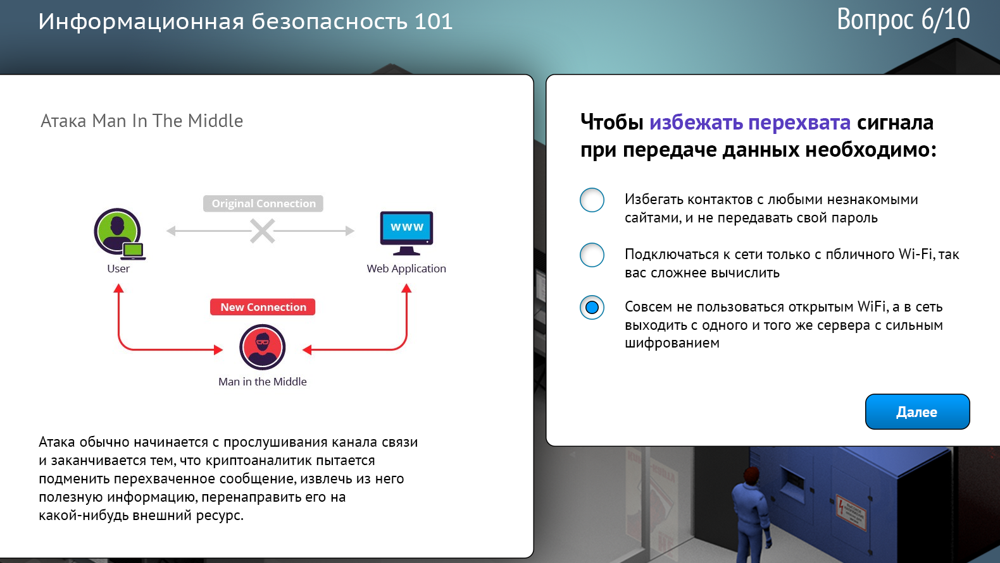 Информационная безопасность 101
Вопрос 6/10
Атака Man In The Middle
Original Connection
www
User
Web Application
New Connection
Man in the Middle
Атака обычно начинается с прослушивания канала связи
и заканчивается тем, что криптоаналитик пытается
подменить перехваченное сообщение, извлечь из него
полезную информацию, перенаправить его на
какой-нибудь внешний ресурс.
Чтобы избежать перехвата сигнала
при передаче данных необходимо:
Избегать контактов с любыми незнакомыми
сайтами, и не передавать свой пароль
Подключаться к сети только с пбличного Wi-Fi, так
вас сложнее вычислить
Совсем не пользоваться открытым WiFi, а в сеть
выходить с одного и того же сервера с сильным
шифрованием
Далее